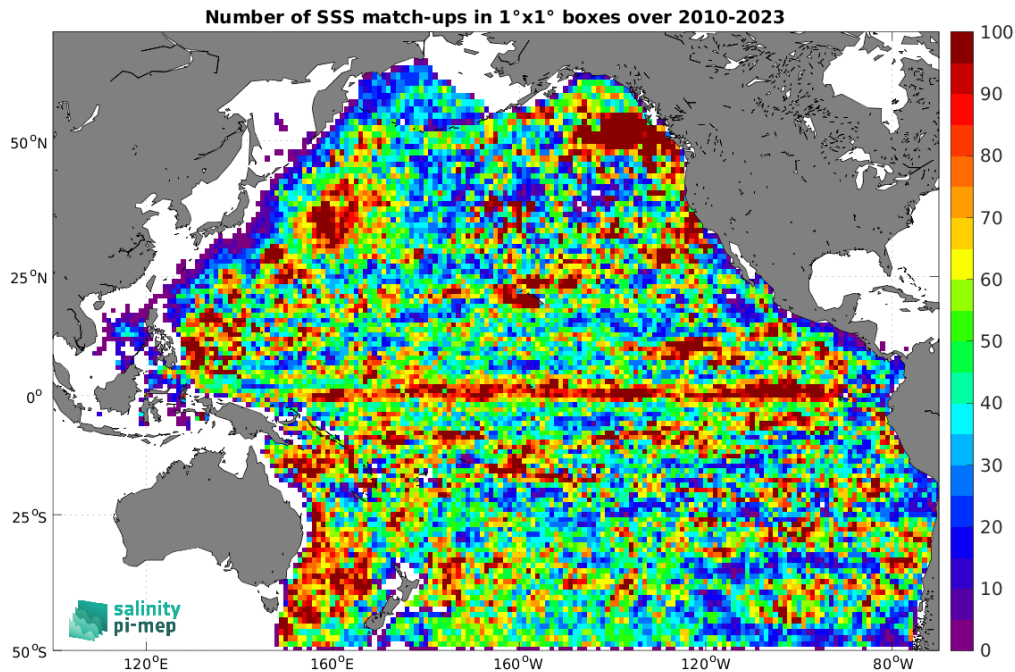 Number of SSS match-ups in 1°x1° boxes over 2010-2023
100
90
80
70
60
50
40
30
20
10
0
50°N
25°N
0°
25°S
50°S
120°E
160°E
160°W
120°W
80°W
salinity
pi-mep